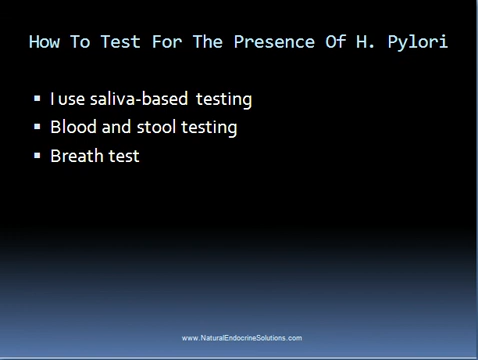 How To Test For The Presence Of H. Pylori
▪ I use saliva-based testing
▪ Blood and stool testing
▪ Breath test
www.NaturalEndocrineSolutions.com